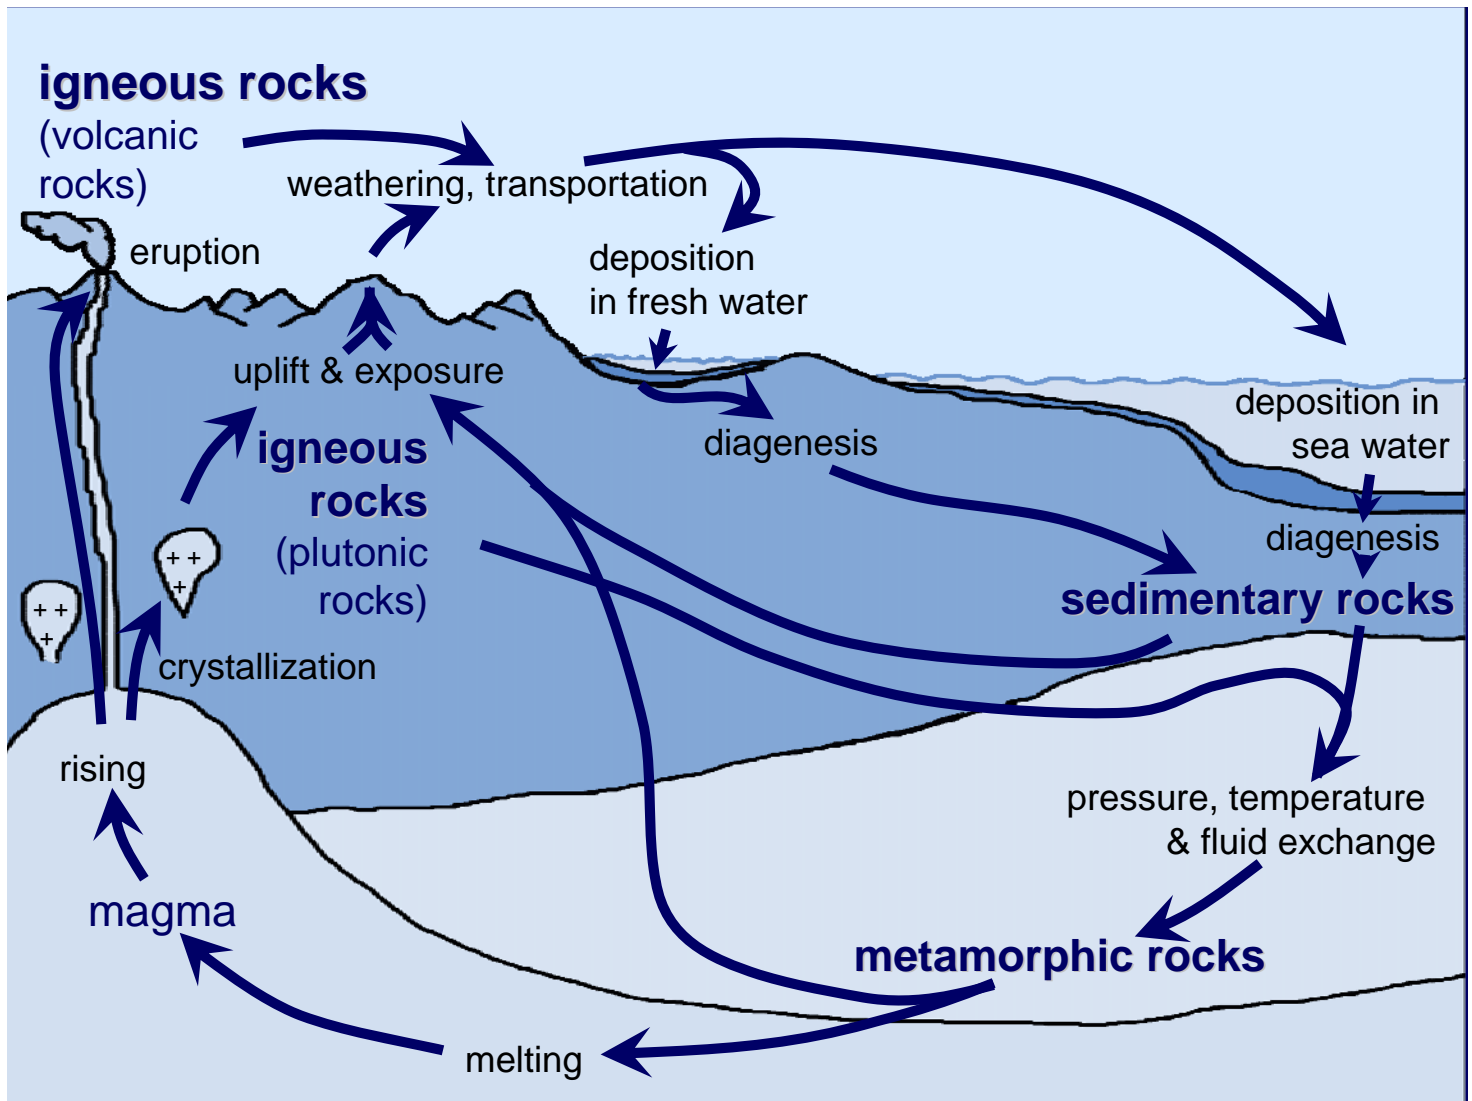 igneous rocks
(volcanic
rocks)
weathering, transportation
eruption
deposition
in fresh water
uplift & exposure
deposition in
sea water
igneous
rocks
(plutonic
rocks)
diagenesis
diagenesis
sedimentary rocks
+ +
+
+ +
+
crystallization
rising
pressure, temperature
& fluid exchange
magma
metamorphic rocks
melting